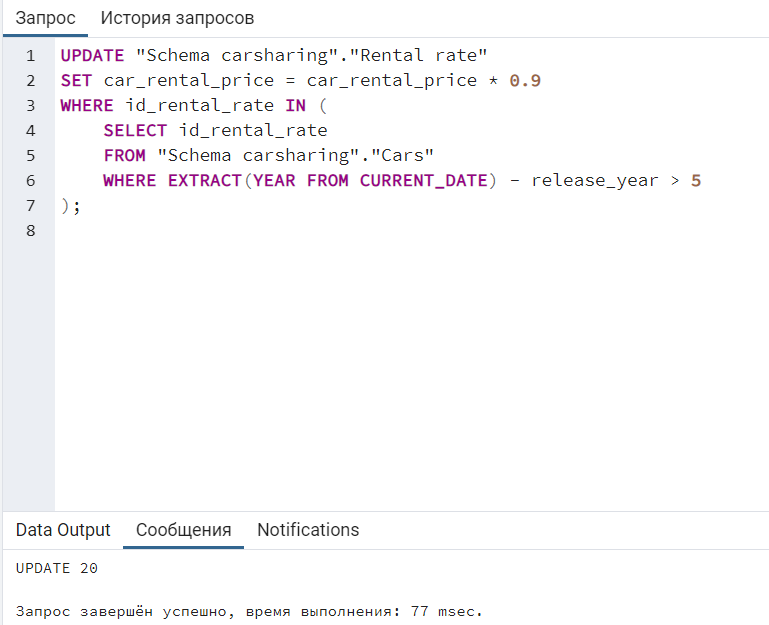 Запрос История запросов
1 UPDATE "Schema carsharing"."Rental rate"
2 SET car_rental_price = car_rental_price * 0.9
3 WHERE id_rental_rate IN (
4 SELECT id_rental_rate
5 FROM "Schema carsharing"."Cars"
6 WHERE EXTRACT(YEAR FROM CURRENT_DATE) - release_year > 5
7 );
8
Data Output Сообщения Notifications
UPDATE 20
Запрос завершён успешно, время выполнения: 77 msec.